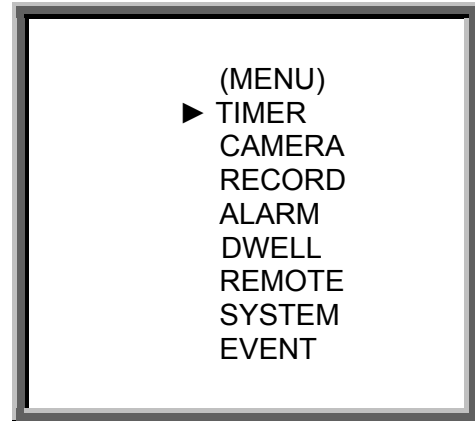 (MENU)
► TIMER
CAMERA
RECORD
ALARM
DWELL
REMOTE
SYSTEM
EVENT